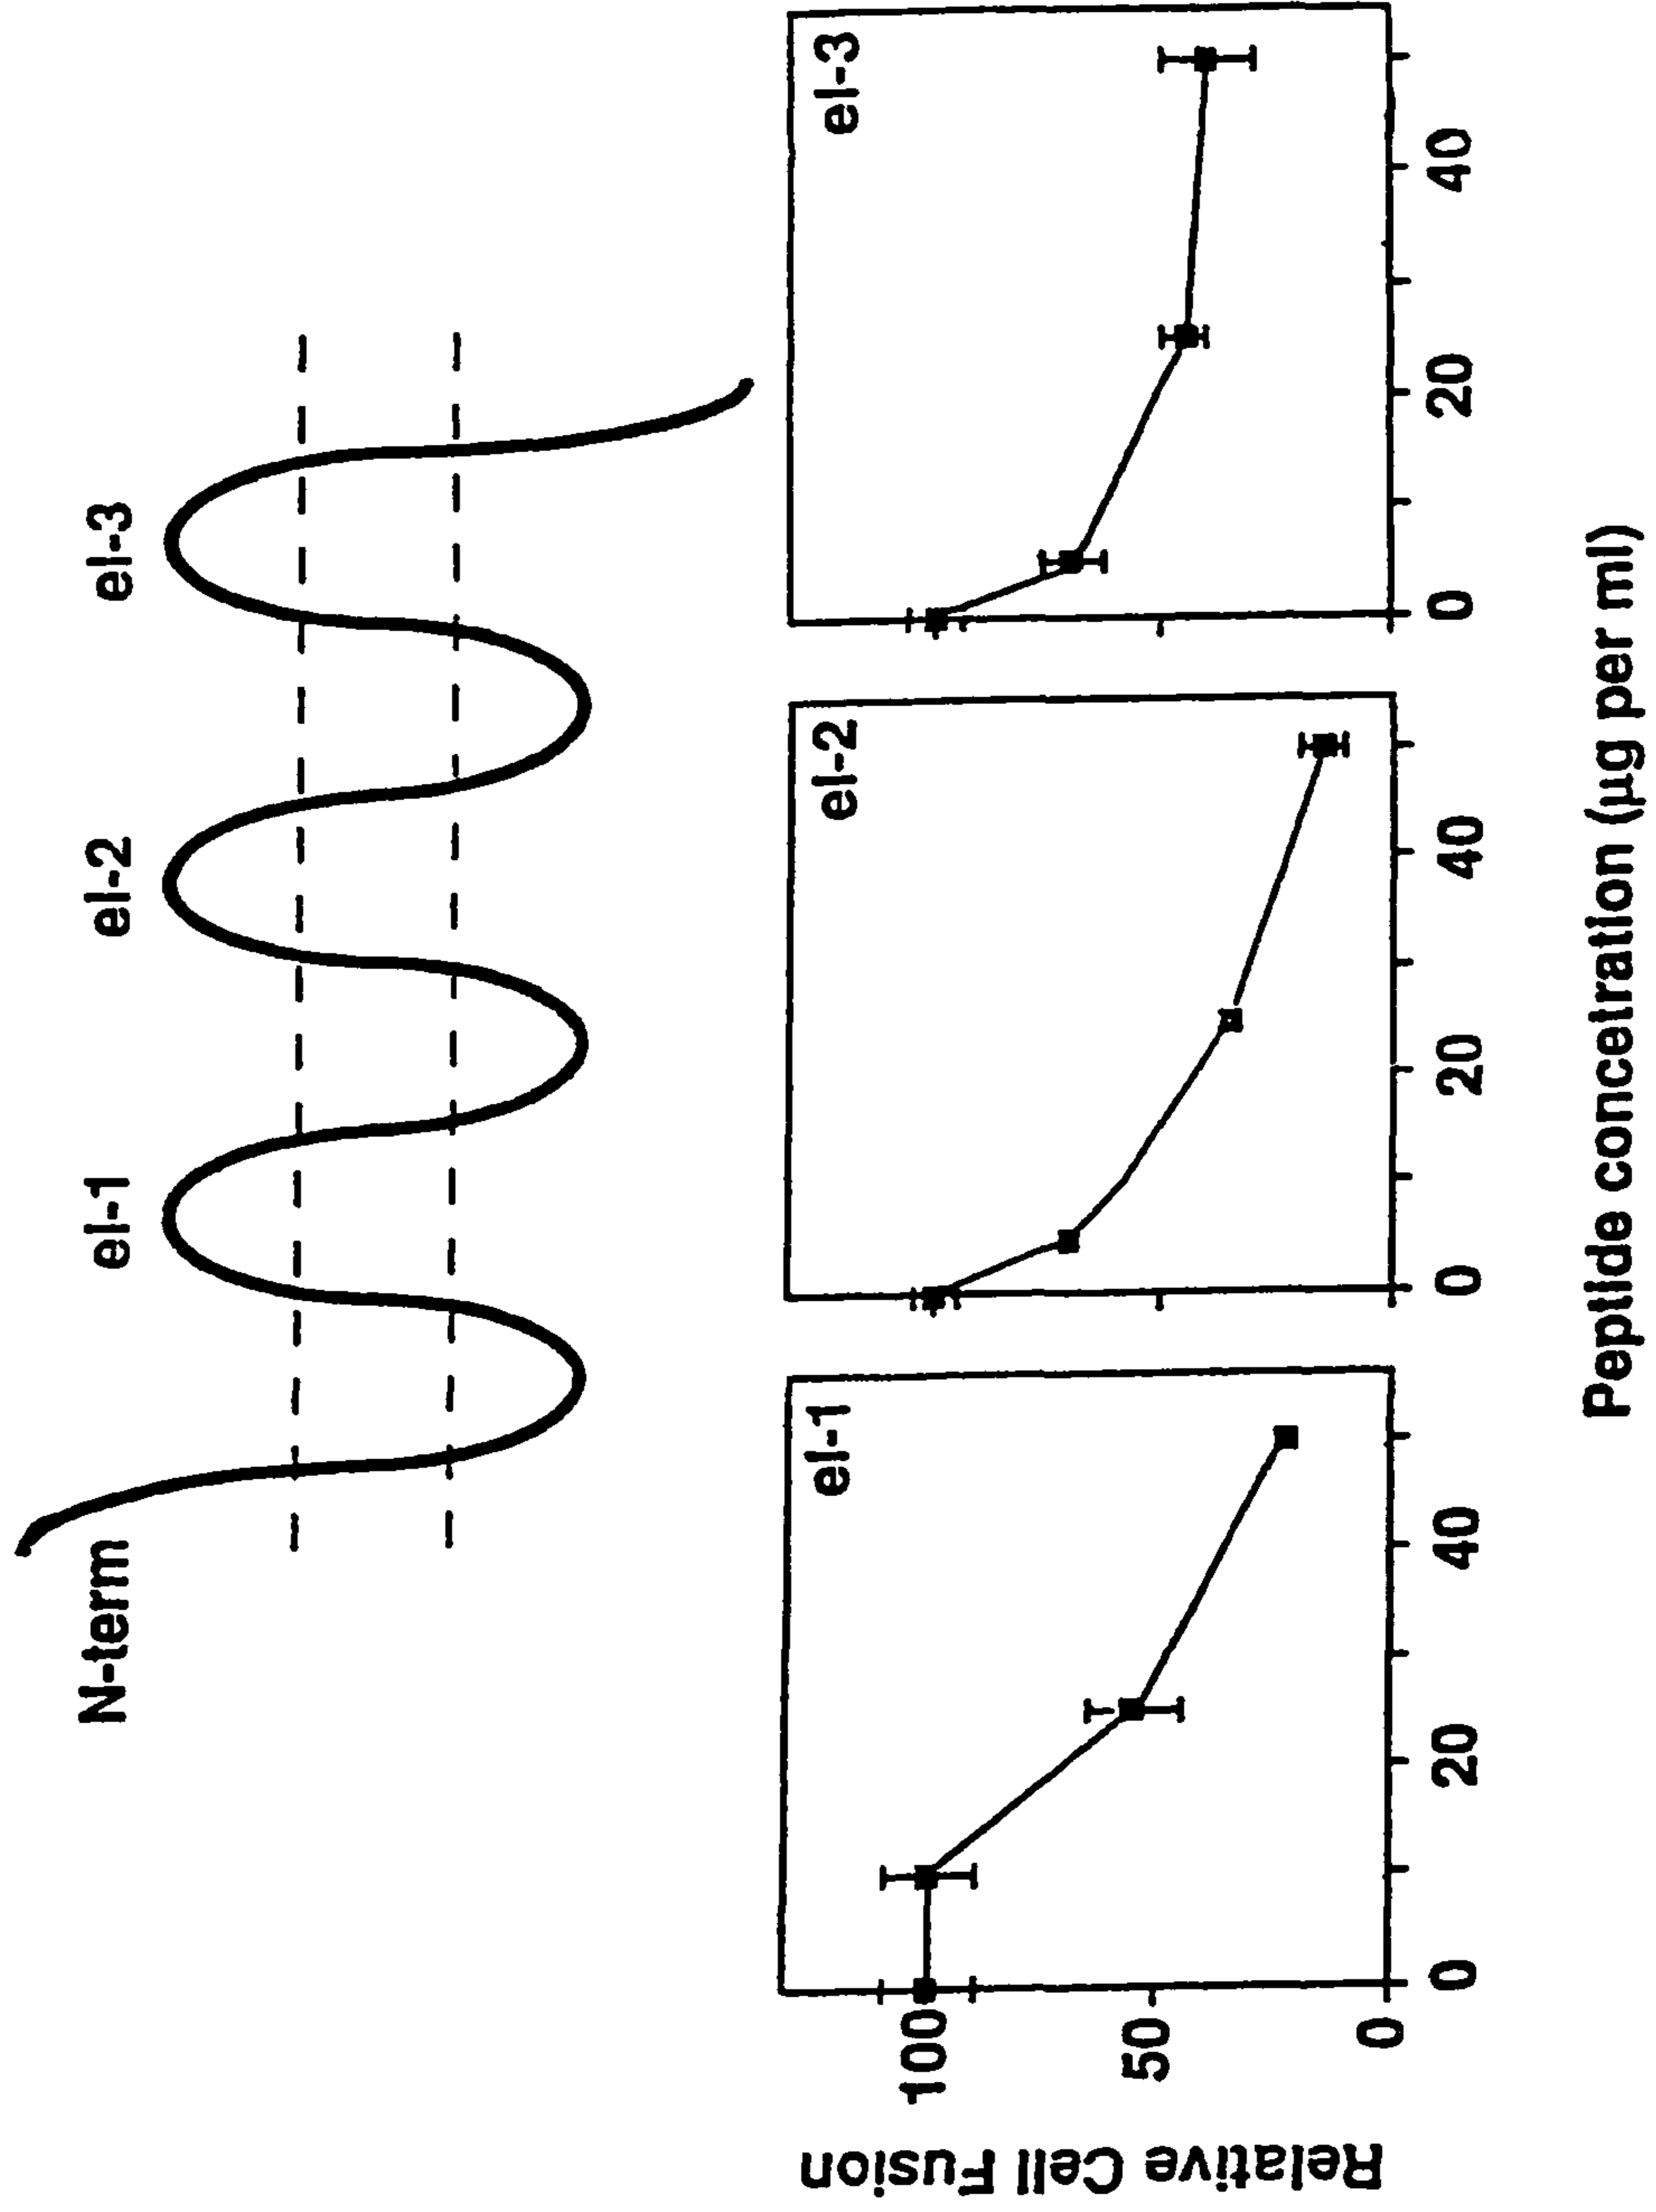 N-term el-1 el-2 el-3
el-1 el-2 el-3
Relative Cell Fusion
100
50
0
0 20 40 0 20 40 0 20 40
Peptide concetration (µg per ml)